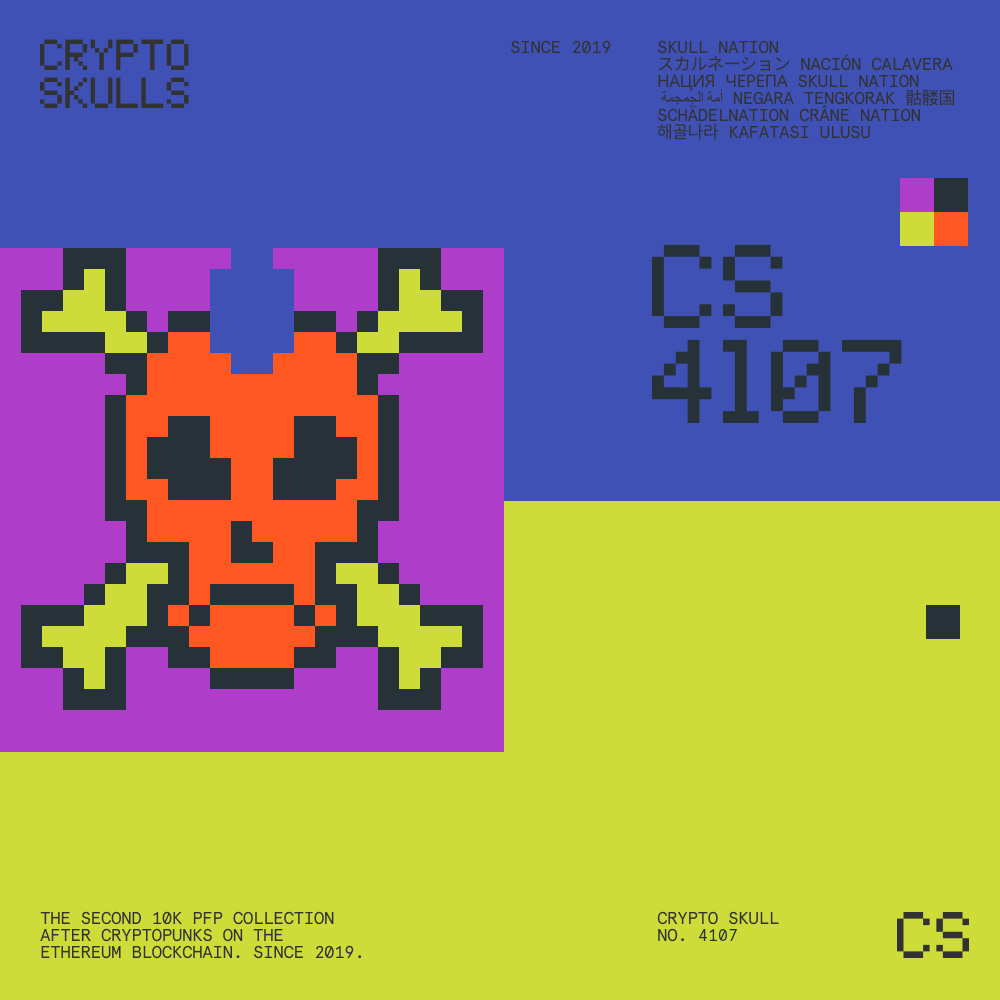 CRYPTO
SKULLS
SINCE 2019
SKULL NATION
スカルネーション NACIÓN CALAVERA
НАЦИЯ ЧЕРЕПА SKULL NATION
أمة الجمجمة NEGARA TENGKORAK 骷髅国
SCHÄDELNATION CRÂNE NATION
해골나라 KAFATASI ULUSU
CS
4107
THE SECOND 10K PFP COLLECTION
AFTER CRYPTOPUNKS ON THE
ETHEREUM BLOCKCHAIN. SINCE 2019.
CRYPTO SKULL
NO. 4107
CS